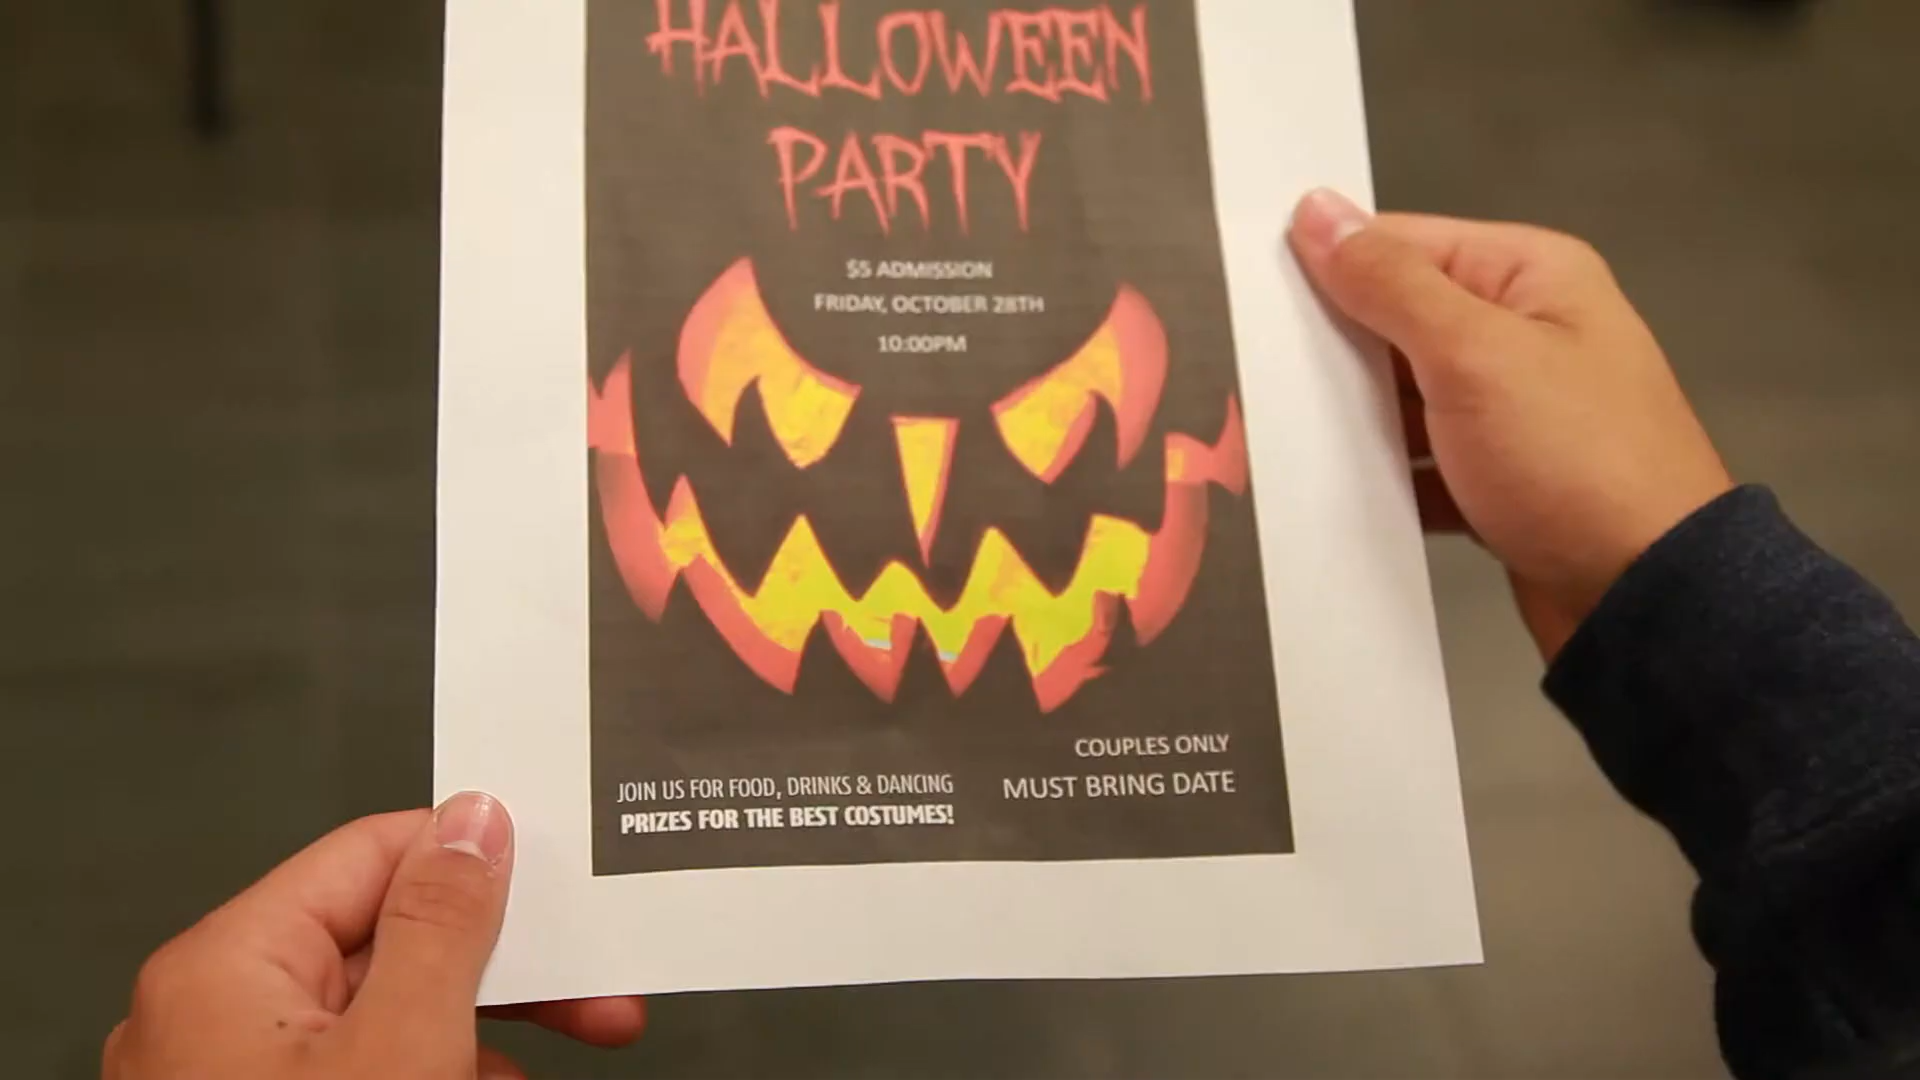 HALLOWEEN
PARTY
$5 ADMISSION
FRIDAY, OCTOBER 28TH
10:00PM
COUPLES ONLY
MUST BRING DATE
JOIN US FOR FOOD, DRINKS & DANCING
PRIZES FOR THE BEST COSTUMES!